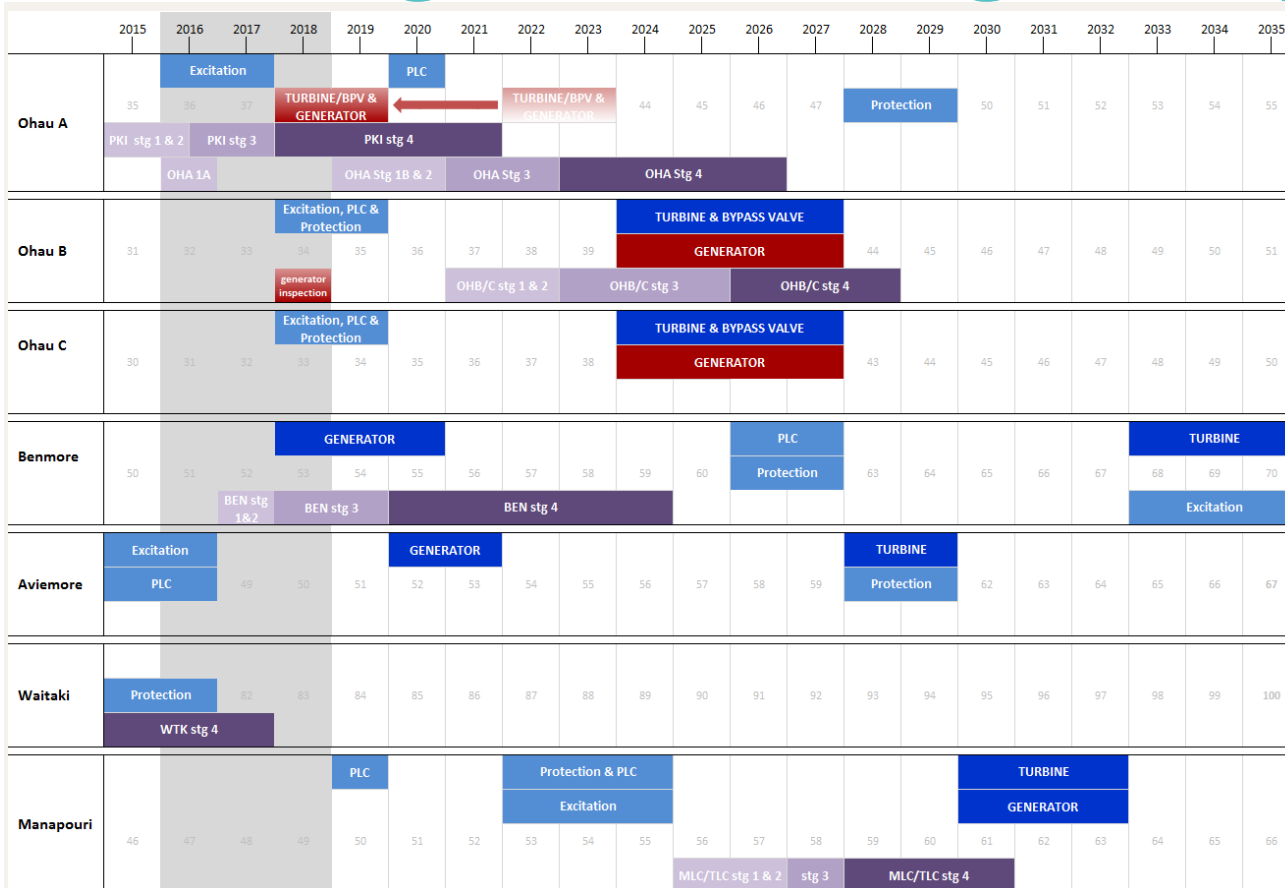 2015 2016 2017 2018 2019 2020 2021 2022 2023 2024 2025 2026 2027 2028 2029 2030 2031 2032 2033 2034 2035
Ohau A
Excitation PLC
35 36 37 TURBINE/BPV & GENERATOR TURBINE/BPV & GENERATOR 44 45 46 47 Protection 50 51 52 53 54 55
PKI stg 1 & 2 PKI stg 3 PKI stg 4
OHA 1A OHA Stg 1B & 2 OHA Stg 3 OHA Stg 4
Ohau B
Excitation, PLC & Protection TURBINE & BYPASS VALVE
31 32 33 34 35 36 37 38 39 GENERATOR 44 45 46 47 48 49 50 51
generator inspection OHB/C stg 1 & 2 OHB/C stg 3 OHB/C stg 4
Ohau C
Excitation, PLC & Protection TURBINE & BYPASS VALVE
30 31 32 33 34 35 36 37 38 GENERATOR 43 44 45 46 47 48 49 50
Benmore
GENERATOR PLC TURBINE
50 51 52 53 54 55 56 57 58 59 60 Protection 63 64 65 66 67 68 69 70
BEN stg 1&2 BEN stg 3 BEN stg 4 Excitation
Aviemore
Excitation GENERATOR TURBINE
PLC 49 50 51 52 53 54 55 56 57 58 59 Protection 62 63 64 65 66 67
Waitaki
Protection 82 83 84 85 86 87 88 89 90 91 92 93 94 95 96 97 98 99 100
WTK stg 4
Manapouri
PLC Protection & PLC TURBINE
Excitation GENERATOR
46 47 48 49 50 51 52 53 54 55 56 57 58 59 60 61 62 63 64 65 66
MLC/TLC stg 1 & 2 stg 3 MLC/TLC stg 4